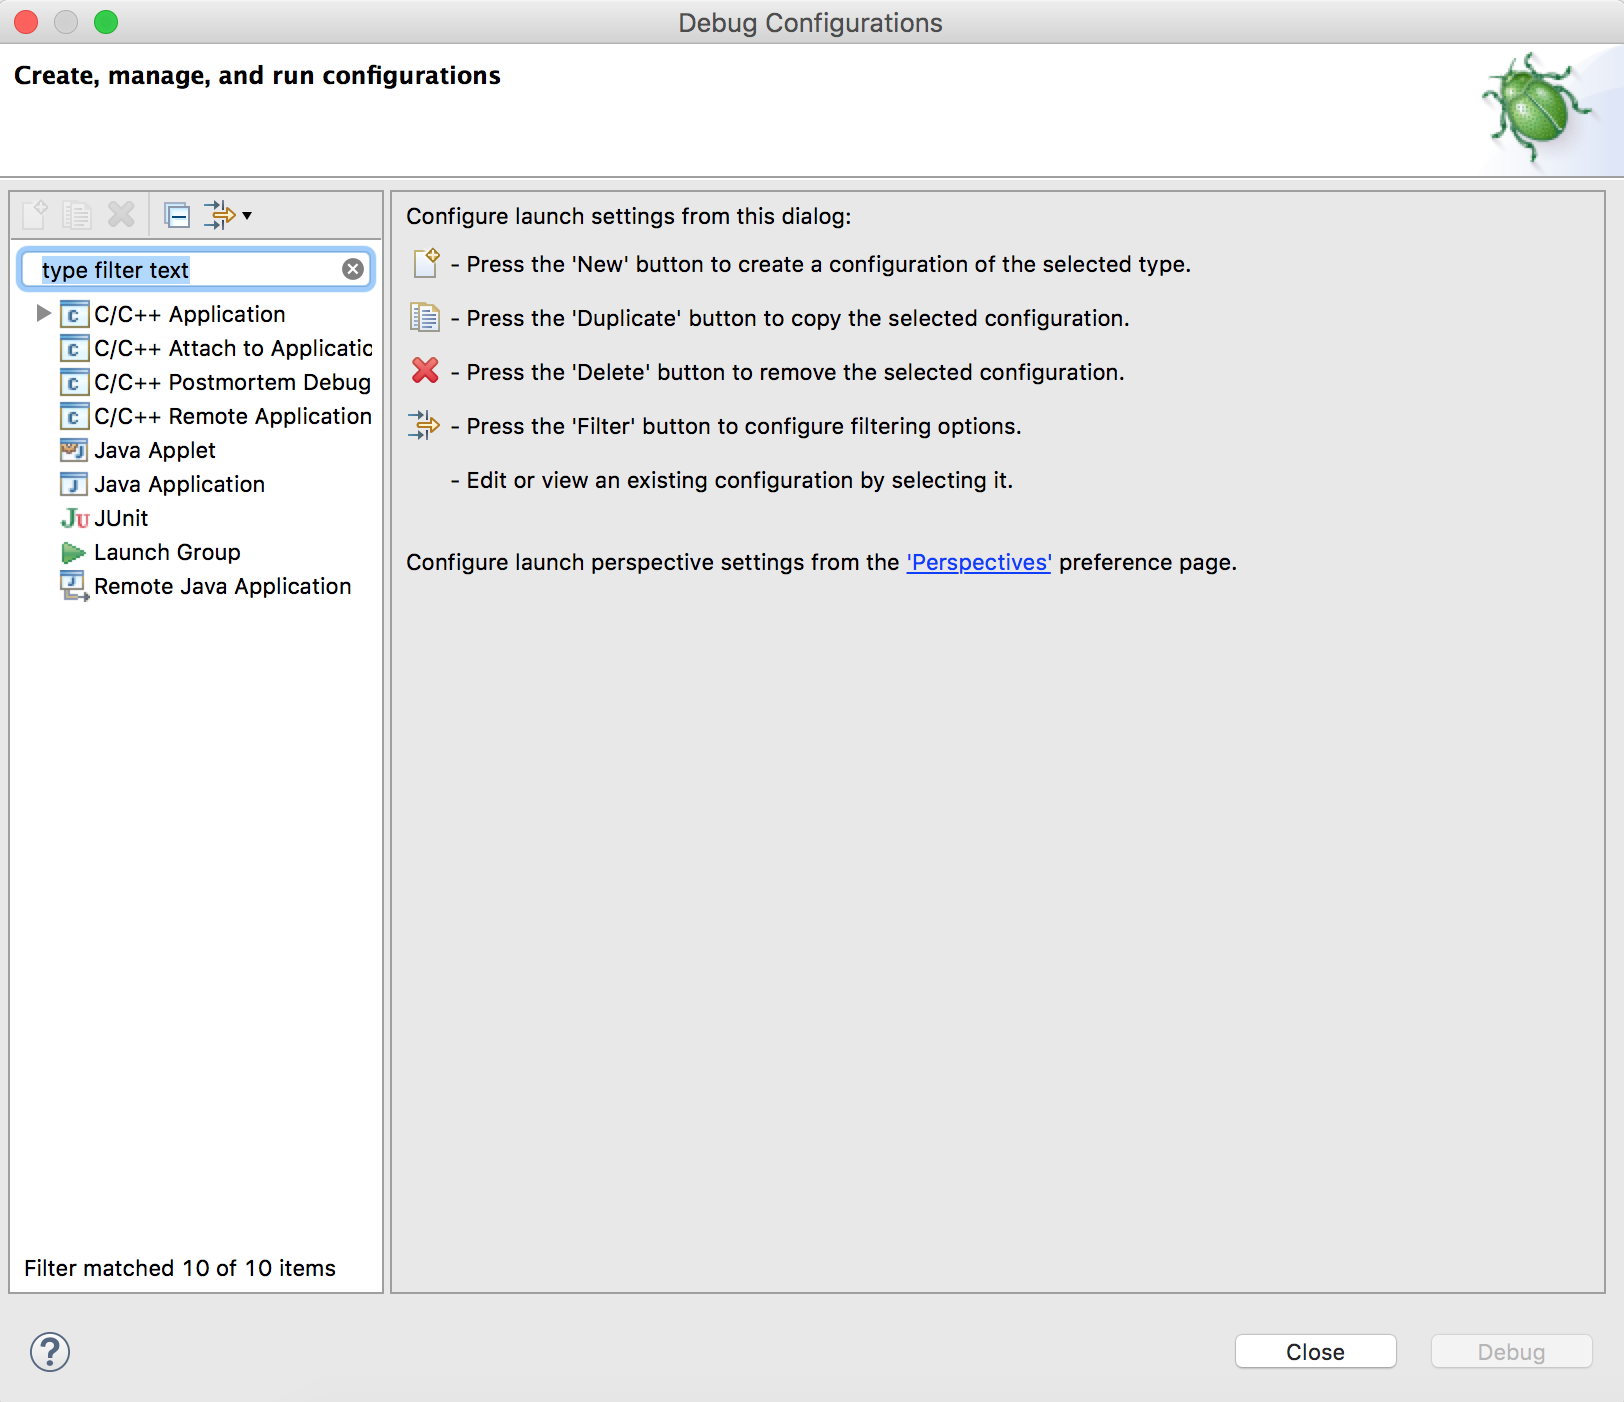 Debug Configurations
Create, manage, and run configurations
type filter text
C/C++ Application
C/C++ Attach to Applicatio
C/C++ Postmortem Debug
C/C++ Remote Application
Java Applet
Java Application
JUnit
Launch Group
Remote Java Application
Filter matched 10 of 10 items
Configure launch settings from this dialog:
- Press the 'New' button to create a configuration of the selected type.
- Press the 'Duplicate' button to copy the selected configuration.
- Press the 'Delete' button to remove the selected configuration.
- Press the 'Filter' button to configure filtering options.
- Edit or view an existing configuration by selecting it.
Configure launch perspective settings from the 'Perspectives' preference page.
?
Close
Debug